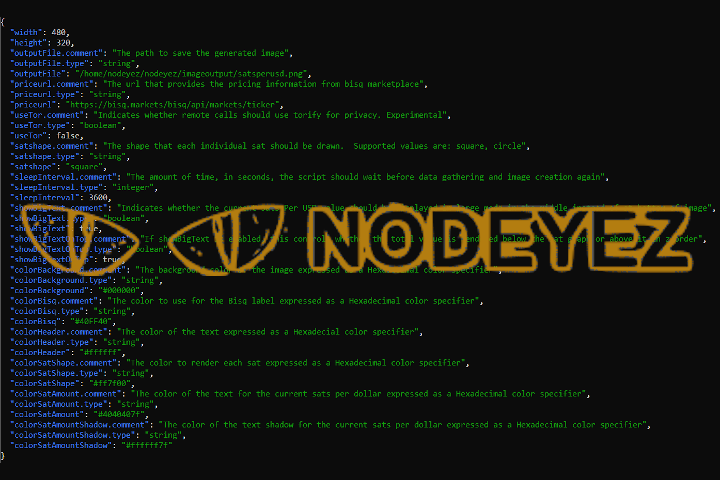 {
"width": 480,
"height": 320,
"outputFile.comment": "The path to save the generated image",
"outputFile.type": "string",
"outputFile": "/home/nodeyez/nodeyez/imageoutput/satsperusd.png",
"priceurl.comment": "The url that provides the pricing information from bisq marketplace",
"priceurl.type": "string",
"priceurl": "https://bisq.markets/bisq/api/markets/ticker",
"useTor.comment": "Indicates whether remote calls should use torify for privacy. Experimental",
"useTor.type": "boolean",
"useTor": false,
"satshape.comment": "The shape that each individual sat should be drawn.  Supported values are: square, circle",
"satshape.type": "string",
"satshape": "square",
"sleepInterval.comment": "The amount of time, in seconds, the script should wait before data gathering and image creation again",
"sleepInterval.type": "integer",
"sleepInterval": 3600,
"showBigText.comment": "Indicates whether the current Sats Per USD value should be displayed
"showBigText.type": "boolean",
"showBigText": true,
"showBigTextOnTop.comment": "If showBigText is enabled, this controls whether the total value is rendered below the sat graph or above it in z-order",
"showBigTextOnTop.type": "boolean",
"showBigTextOnTop": true,
"colorBackground.comment": "The background color of the image expressed as a Hexadecimal color specifier",
"colorBackground.type": "string",
"colorBackground": "#000000",
"colorBisq.comment": "The color to use for the Bisq label expressed as a Hexadecimal color specifier",
"colorBisq.type": "string",
"colorBisq": "#40FF40",
"colorHeader.comment": "The color of the text expressed as a Hexadecial color specifier",
"colorHeader.type": "string",
"colorHeader": "#ffffff",
"colorSatShape.comment": "The color to render each sat expressed as a Hexadecimal color specifier",
"colorSatShape.type": "string",
"colorSatShape": "#ff7f00",
"colorSatAmount.comment": "The color of the text for the current sats per dollar expressed as a Hexadecimal color specifier",
"colorSatAmount.type": "string",
"colorSatAmount": "#4040407f",
"colorSatAmountShadow.comment": "The color of the text shadow for the current sats per dollar expressed as a Hexadecimal color specifier",
"colorSatAmountShadow.type": "string",
"colorSatAmountShadow": "#ffffff7f"
}
NODEYEZ